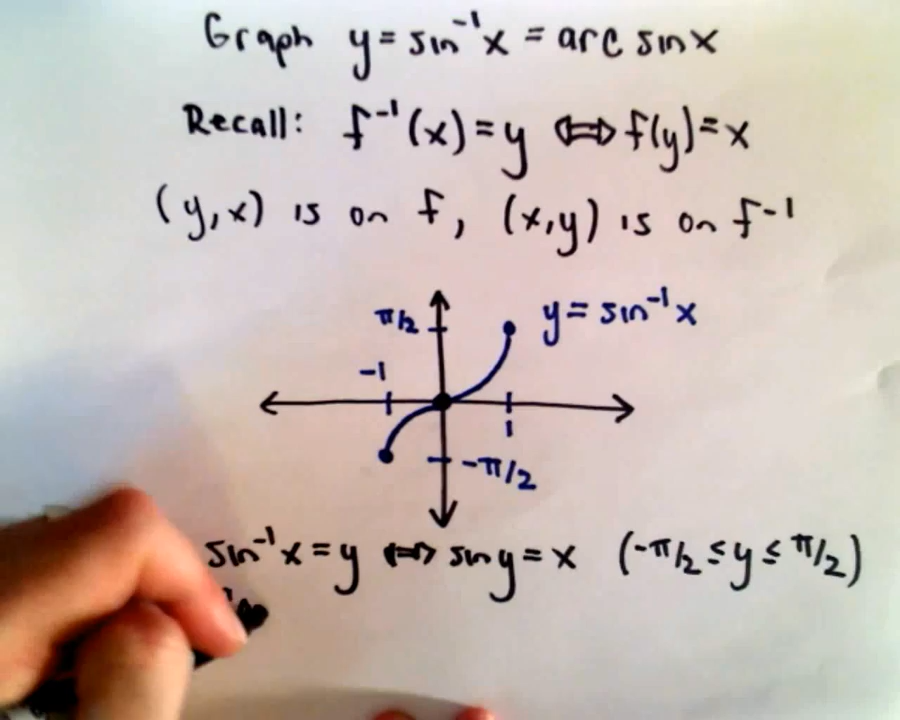 Graph y = sin⁻¹x = arc sin x
Recall: f⁻¹(x) = y ⟺ f(y) = x
(y,x) is on f, (x,y) is on f⁻¹
π/2
y = sin⁻¹x
-1
1
-π/2
sin⁻¹x = y ⟺ sin y = x (-π/2 ≤ y ≤ π/2)